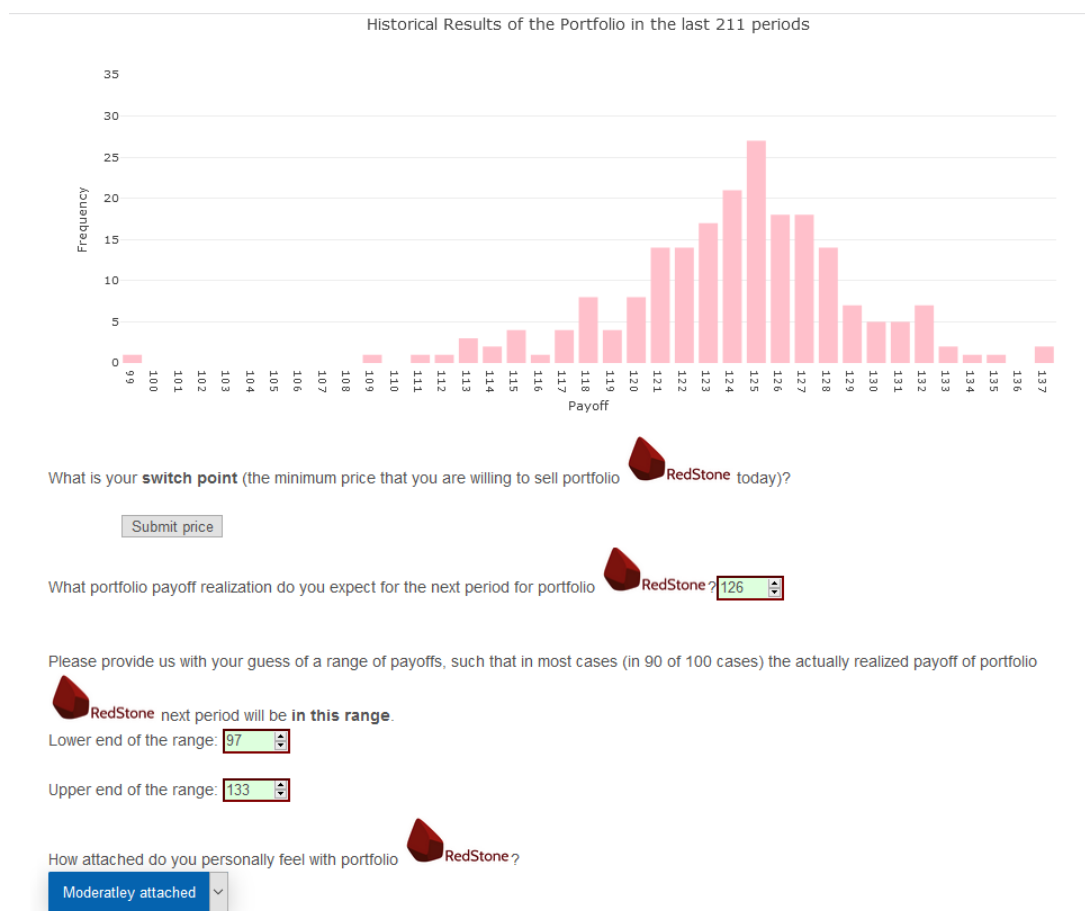 Historical Results of the Portfolio in the last 211 periods
35
30
25
20
15
10
5
0
Frequency
99 100 101 102 103 104 105 106 107 108 109 110 111 112 113 114 115 116 117 118 119 120 121 122 123 124 125 126 127 128 129 130 131 132 133 134 135 136 137
Payoff
What is your switch point (the minimum price that you are willing to sell portfolio RedStone today)?
Submit price
What portfolio payoff realization do you expect for the next period for portfolio RedStone ? 126
Please provide us with your guess of a range of payoffs, such that in most cases (in 90 of 100 cases) the actually realized payoff of portfolio
RedStone next period will be in this range.
Lower end of the range: 97
Upper end of the range: 133
How attached do you personally feel with portfolio RedStone ?
Moderatley attached